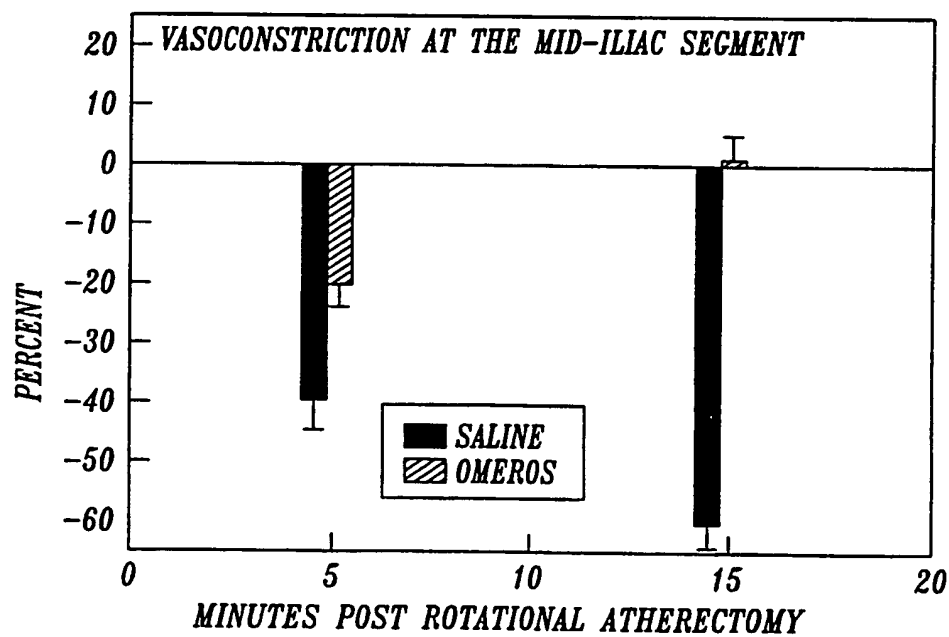 VASOCONSTRICTION AT THE MID-ILIAC SEGMENT
20
10
0
-10
-20
-30
-40
-50
-60
PERCENT
SALINE
OMEROS
0 5 10 15 20
MINUTES POST ROTATIONAL ATHERECTOMY